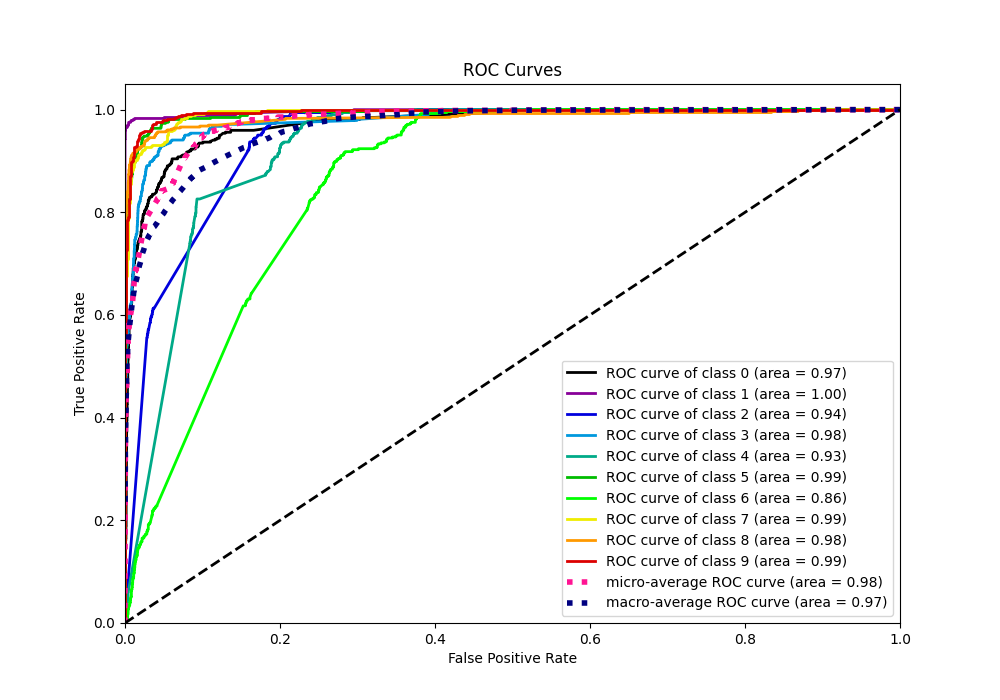 ROC Curves
True Positive Rate
1.0
0.8
0.6
0.4
0.2
0.0
ROC curve of class 0 (area = 0.97)
ROC curve of class 1 (area = 1.00)
ROC curve of class 2 (area = 0.94)
ROC curve of class 3 (area = 0.98)
ROC curve of class 4 (area = 0.93)
ROC curve of class 5 (area = 0.99)
ROC curve of class 6 (area = 0.86)
ROC curve of class 7 (area = 0.99)
ROC curve of class 8 (area = 0.98)
ROC curve of class 9 (area = 0.99)
micro-average ROC curve (area = 0.98)
macro-average ROC curve (area = 0.97)
0.0 0.2 0.4 0.6 0.8 1.0
False Positive Rate